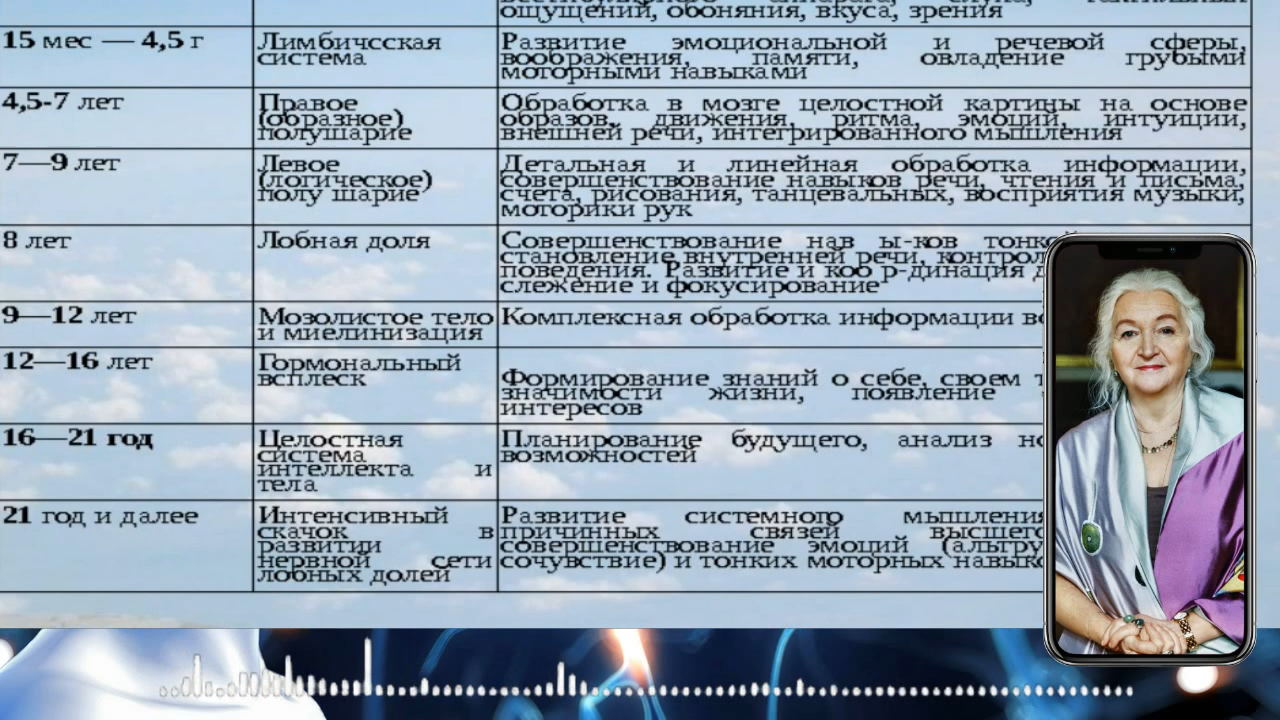 ощущений, обоняния, вкуса, зрения
15 мес — 4,5 г
Лимбичсская
система
Развитие эмоциональной и речевой сферы,
воображения, памяти, овладение грубыми
моторными навыками
4,5-7 лет
Правое
(образное)
полушарие
Обработка в мозге целостной картины на основе
образов, движения, ритма, эмоций, интуиции,
внешней речи, интегрированного мышления
7—9 лет
Левое
(логическое)
полу шарие
Детальная и линейная обработка информации,
совершенствование навыков речи, чтения и письма,
счета, рисования, танцевальных, восприятия музыки,
моторики рук
8 лет
Лобная доля
Совершенствование нав ы-ков
становление внутренней речи,
поведения. Развитие и коо р-динация
слежение и фокусирование
9—12 лет
Мозолистое тело
и миелинизация
Комплексная обработка информации
12—16 лет
Гормональный
всплеск
Формирование знаний о себе, своем
значимости жизни, появление
интересов
16—21 год
Целостная
система
интеллекта и
тела
Планирование будущего, анализ
возможностей
21 год и далее
Интенсивный
скачок в
развитии
нервной сети
лобных долей
Развитие системного мышления
причинных связей
совершенствование эмоций
сочувствие) и тонких моторных